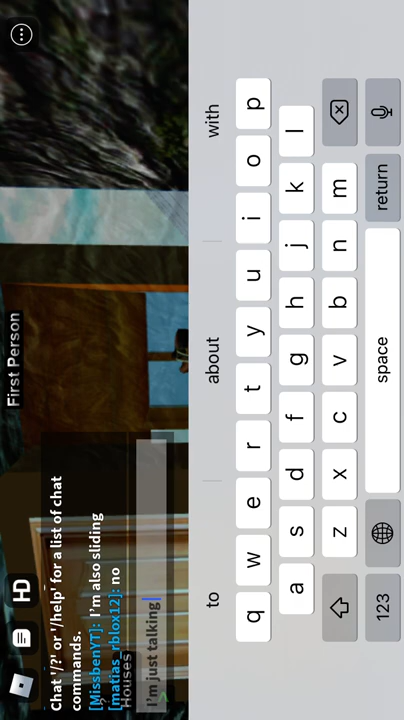 First Person
HD
Chat '/?' or '/help' for a list of chat
commands.
[MissbenYT]: I'm also sliding
[matias_rblox12]: no
Houses
I'm just talking
to about with
q w e r t y u i o p
a s d f g h j k l
z x c v b n m
123 space return